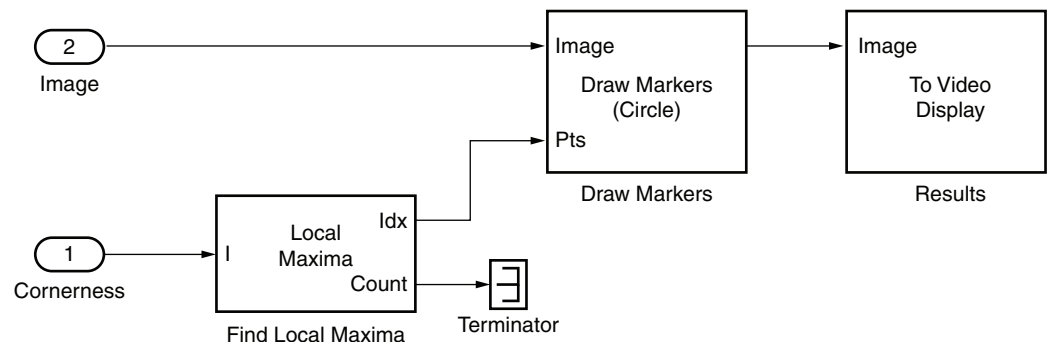 2
Image
Image
Draw Markers
(Circle)
Pts
Draw Markers
Image
To Video
Display
Results
1
Cornerness
I
Local
Maxima
Idx
Count
Find Local Maxima
Terminator